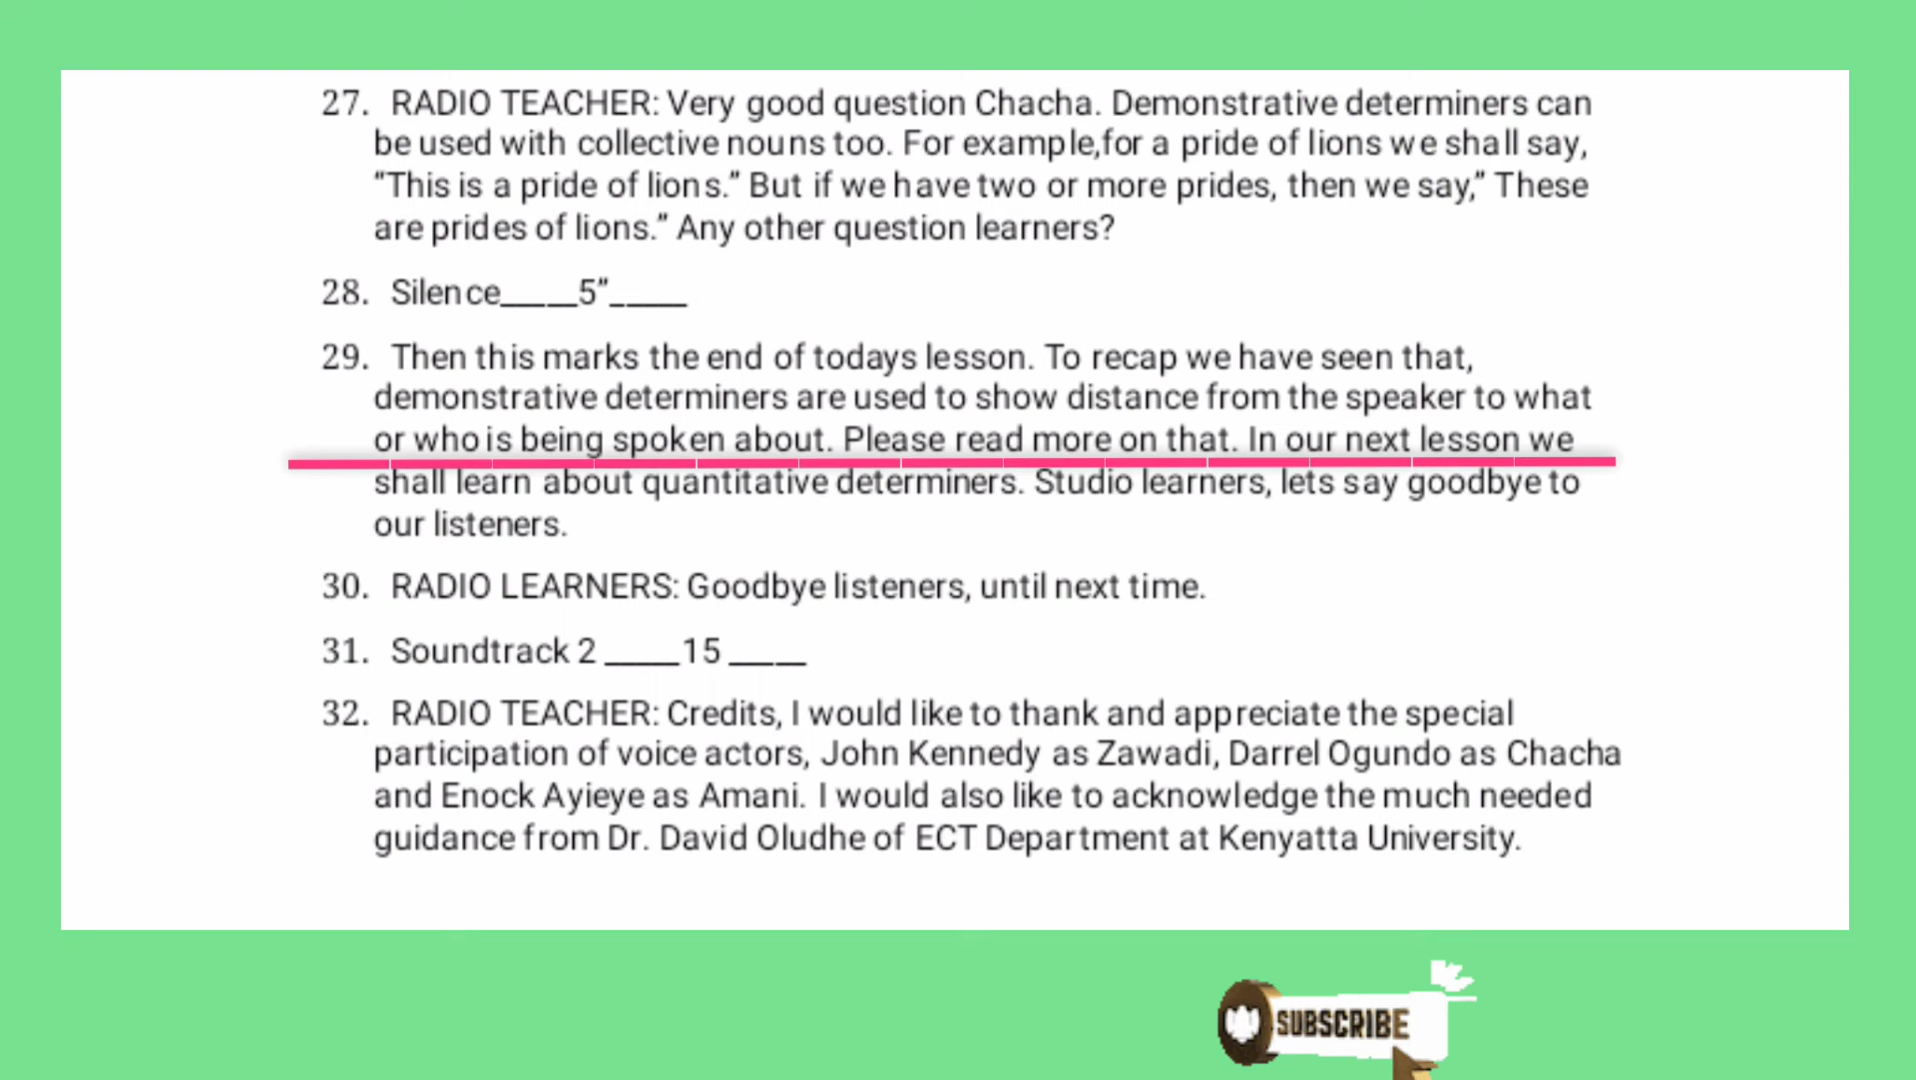 27. RADIO TEACHER: Very good question Chacha. Demonstrative determiners can
be used with collective nouns too. For example,for a pride of lions we shall say,
“This is a pride of lions.” But if we have two or more prides, then we say,” These
are prides of lions.” Any other question learners?
28. Silence_____5”_____
29. Then this marks the end of todays lesson. To recap we have seen that,
demonstrative determiners are used to show distance from the speaker to what
or who is being spoken about. Please read more on that. In our next lesson we
shall learn about quantitative determiners. Studio learners, lets say goodbye to
our listeners.
30. RADIO LEARNERS: Goodbye listeners, until next time.
31. Soundtrack 2 _____15 _____
32. RADIO TEACHER: Credits, I would like to thank and appreciate the special
participation of voice actors, John Kennedy as Zawadi, Darrel Ogundo as Chacha
and Enock Ayieye as Amani. I would also like to acknowledge the much needed
guidance from Dr. David Oludhe of ECT Department at Kenyatta University.
SUBSCRIBE